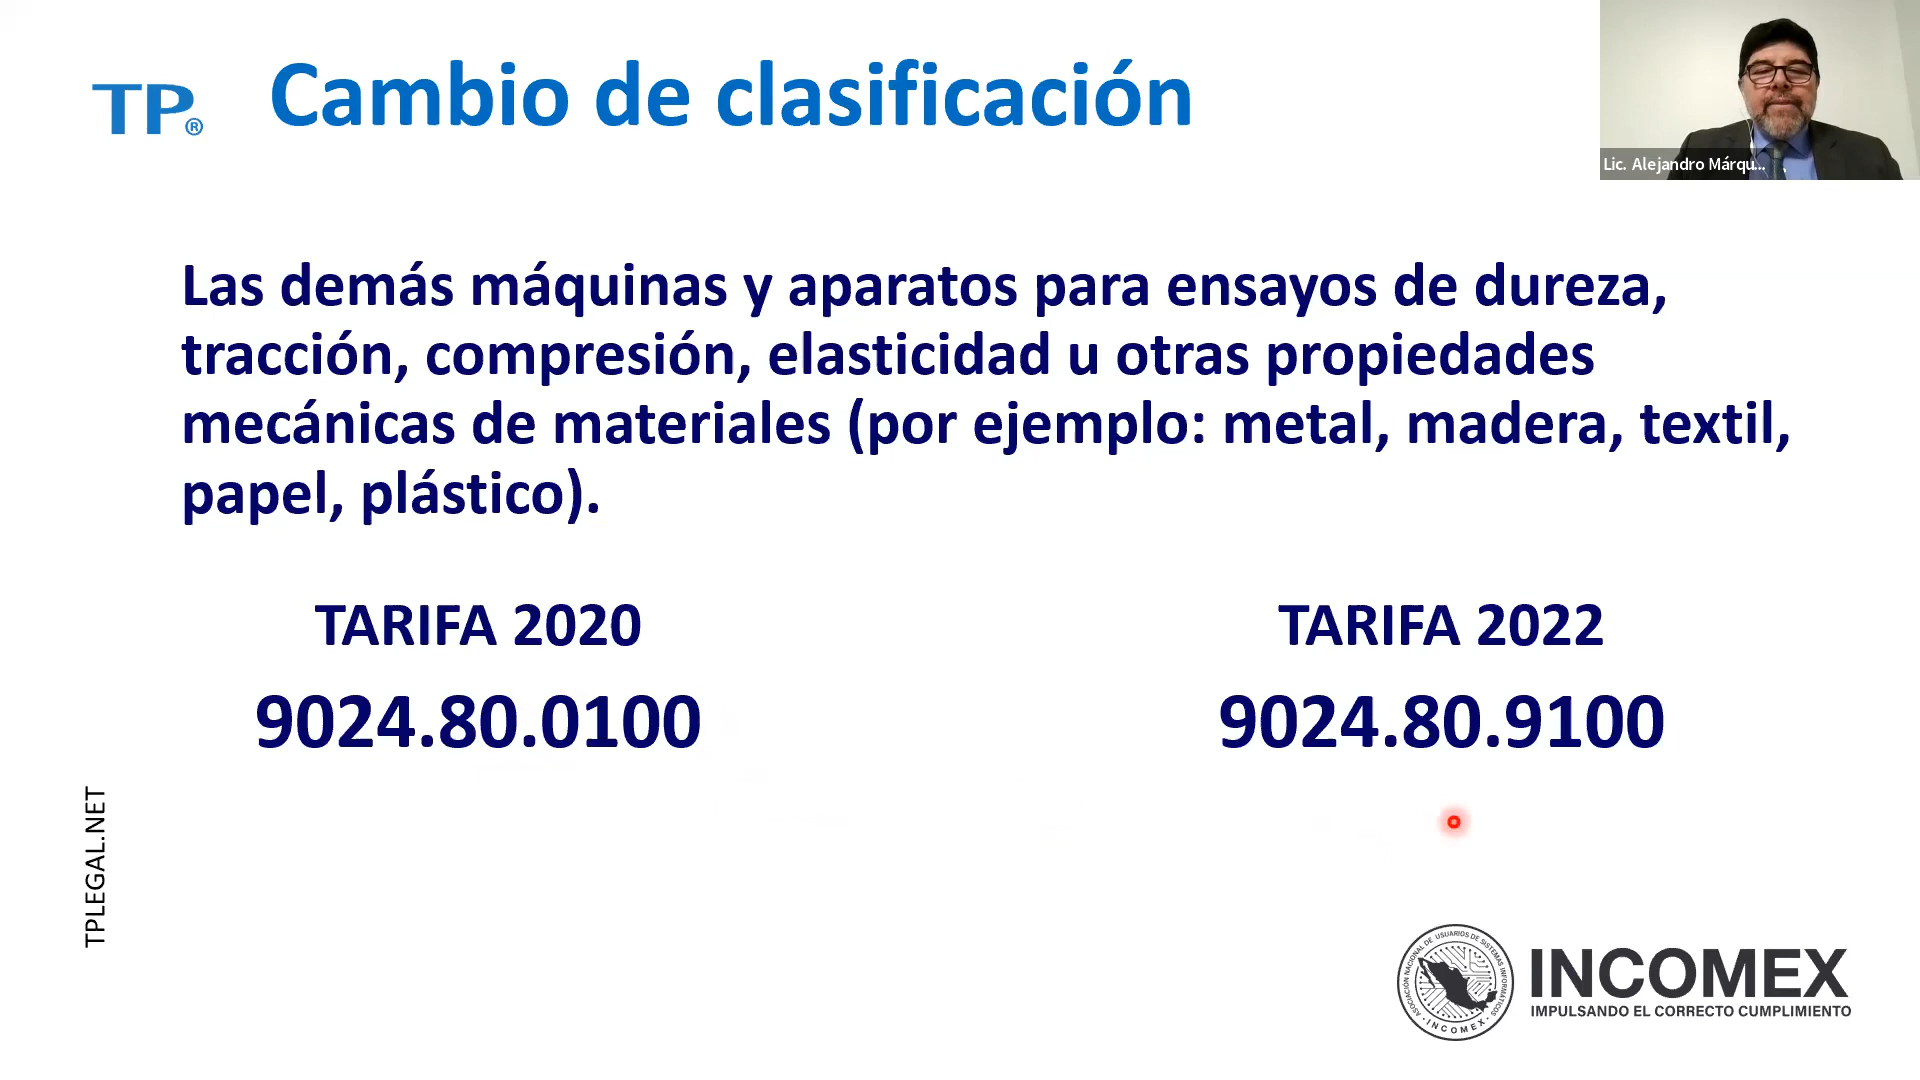 TP®
Cambio de clasificación
Lic. Alejandro Márqu...
Las demás máquinas y aparatos para ensayos de dureza,
tracción, compresión, elasticidad u otras propiedades
mecánicas de materiales (por ejemplo: metal, madera, textil,
papel, plástico).
TARIFA 2020
9024.80.0100
TARIFA 2022
9024.80.9100
TPLEGAL.NET
ASOCIACIÓN NACIONAL DE USUARIOS DE SISTEMAS INFORMÁTICOS
· INCOMEX ·
INCOMEX
IMPULSANDO EL CORRECTO CUMPLIMIENTO